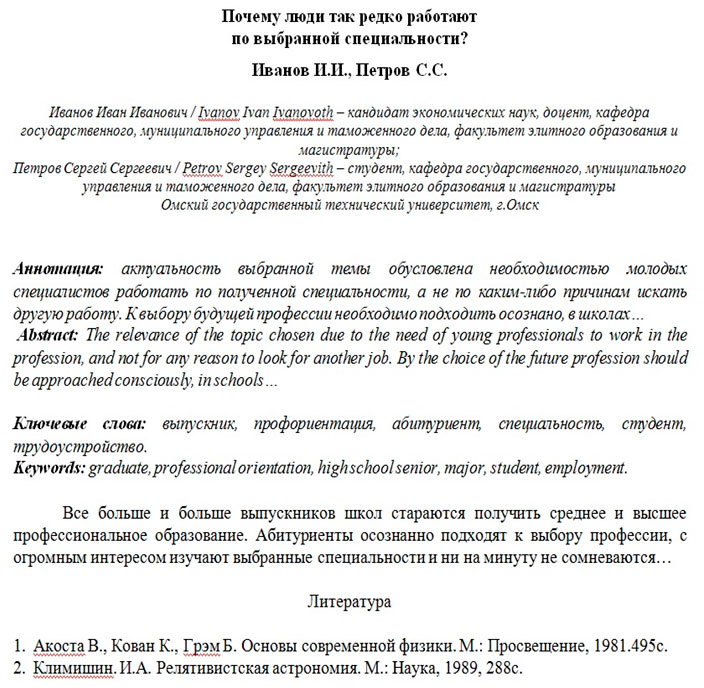 Почему люди так редко работают
по выбранной специальности?
Иванов И.И., Петров С.С.
Иванов Иван Иванович / Ivanov Ivan Ivanovoth – кандидат экономических наук, доцент, кафедра
государственного, муниципального управления и таможенного дела, факультет элитного образования и
магистратуры;
Петров Сергей Сергеевич / Petrov Sergey Sergeevith – студент, кафедра государственного, муниципального
управления и таможенного дела, факультет элитного образования и магистратуры
Омский государственный технический университет, г.Омск
Аннотация: актуальность выбранной темы обусловлена необходимостью молодых
специалистов работать по полученной специальности, а не по каким-либо причинам искать
другую работу. К выбору будущей профессии необходимо подходить осознано, в школах…
Abstract: The relevance of the topic chosen due to the need of young professionals to work in the
profession, and not for any reason to look for another job. By the choice of the future profession should
be approached consciously, in schools…
Ключевые слова: выпускник, профориентация, абитуриент, специальность, студент,
трудоустройство.
Keywords: graduate, professional orientation, high school senior, major, student, employment.
Все больше и больше выпускников школ стараются получить среднее и высшее
профессиональное образование. Абитуриенты осознанно подходят к выбору профессии, с
огромным интересом изучают выбранные специальности и ни на минуту не сомневаются…
Литература
1. Акоста В., Кован К., Грэм Б. Основы современной физики. М.: Просвещение, 1981.495с.
2. Климишин. И.А. Релятивистская астрономия. М.: Наука, 1989, 288с.